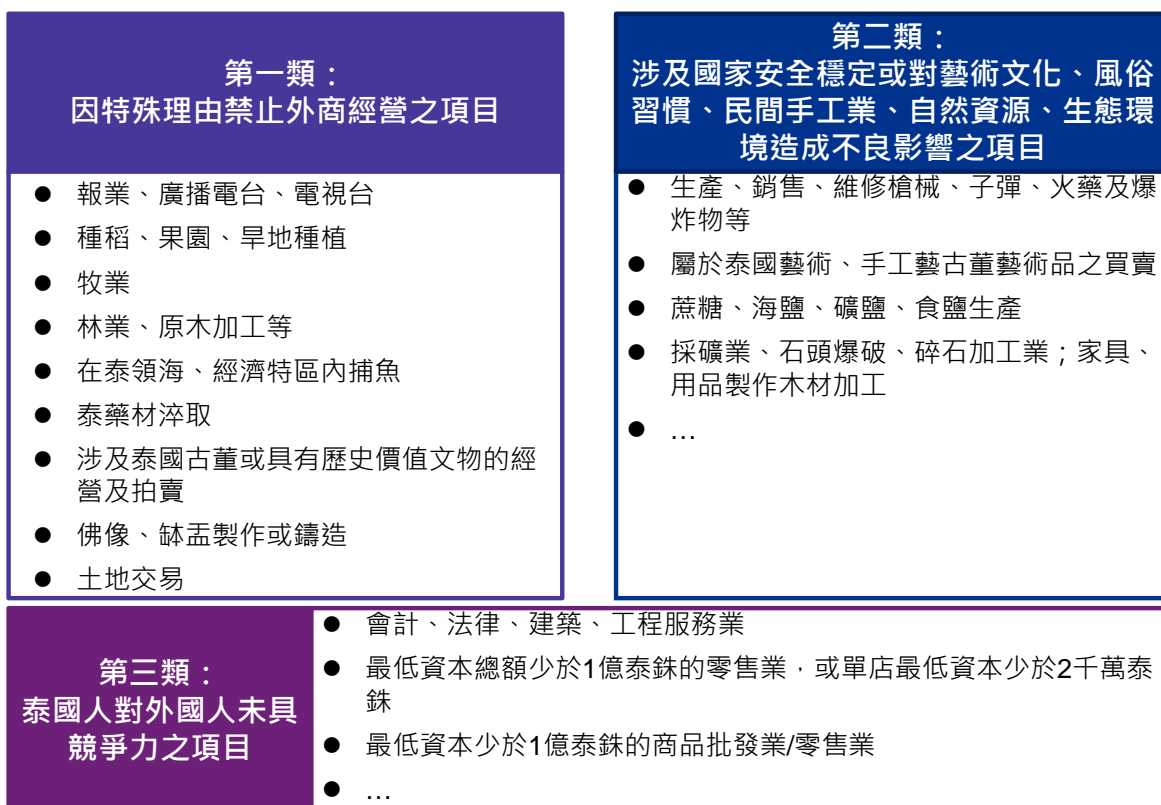 第一類：
因特殊理由禁止外商經營之項目
● 報業、廣播電台、電視台
● 種稻、果園、旱地種植
● 牧業
● 林業、原木加工等
● 在泰領海、經濟特區內捕魚
● 泰藥材淬取
● 涉及泰國古董或具有歷史價值文物的經
營及拍賣
● 佛像、缽盂製作或鑄造
● 土地交易
第二類：
涉及國家安全穩定或對藝術文化、風俗
習慣、民間手工業、自然資源、生態環
境造成不良影響之項目
● 生產、銷售、維修槍械、子彈、火藥及爆
炸物等
● 屬於泰國藝術、手工藝古董藝術品之買賣
● 蔗糖、海鹽、礦鹽、食鹽生產
● 採礦業、石頭爆破、碎石加工業；家具、
用品製作木材加工
● …
第三類：
泰國人對外國人未具
競爭力之項目
● 會計、法律、建築、工程服務業
● 最低資本總額少於1億泰銖的零售業，或單店最低資本少於2千萬泰
銖
● 最低資本少於1億泰銖的商品批發業/零售業
● …